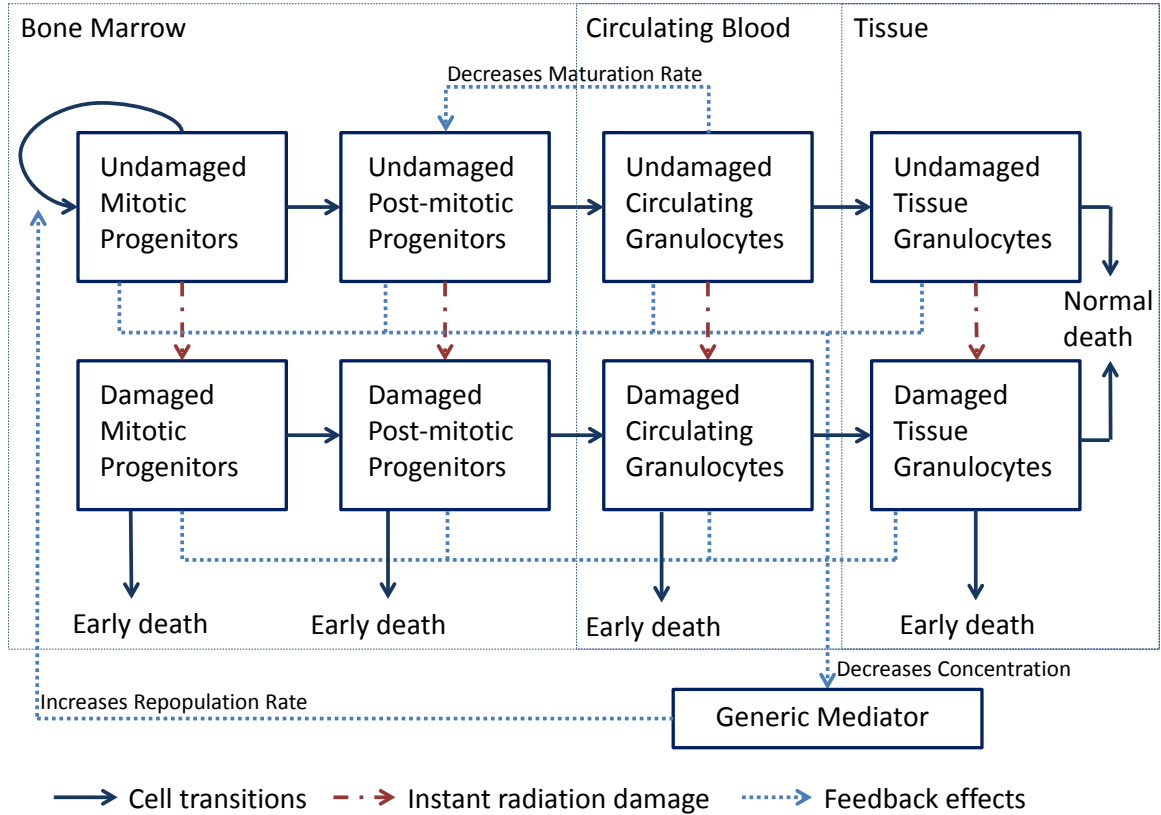 Bone Marrow
Circulating Blood
Tissue
Decreases Maturation Rate
Undamaged
Mitotic
Progenitors
Undamaged
Post-mitotic
Progenitors
Undamaged
Circulating
Granulocytes
Undamaged
Tissue
Granulocytes
Normal
death
Damaged
Mitotic
Progenitors
Damaged
Post-mitotic
Progenitors
Damaged
Circulating
Granulocytes
Damaged
Tissue
Granulocytes
Early death
Early death
Early death
Early death
Decreases Concentration
Increases Repopulation Rate
Generic Mediator
Cell transitions
Instant radiation damage
Feedback effects